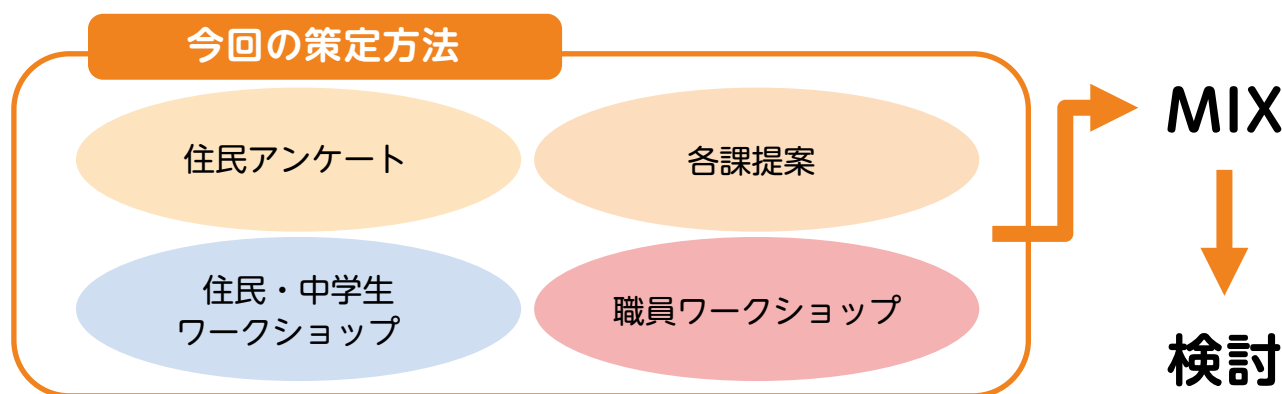 今回の策定方法
住民アンケート
各課提案
住民・中学生
ワークショップ
職員ワークショップ
MIX
検討